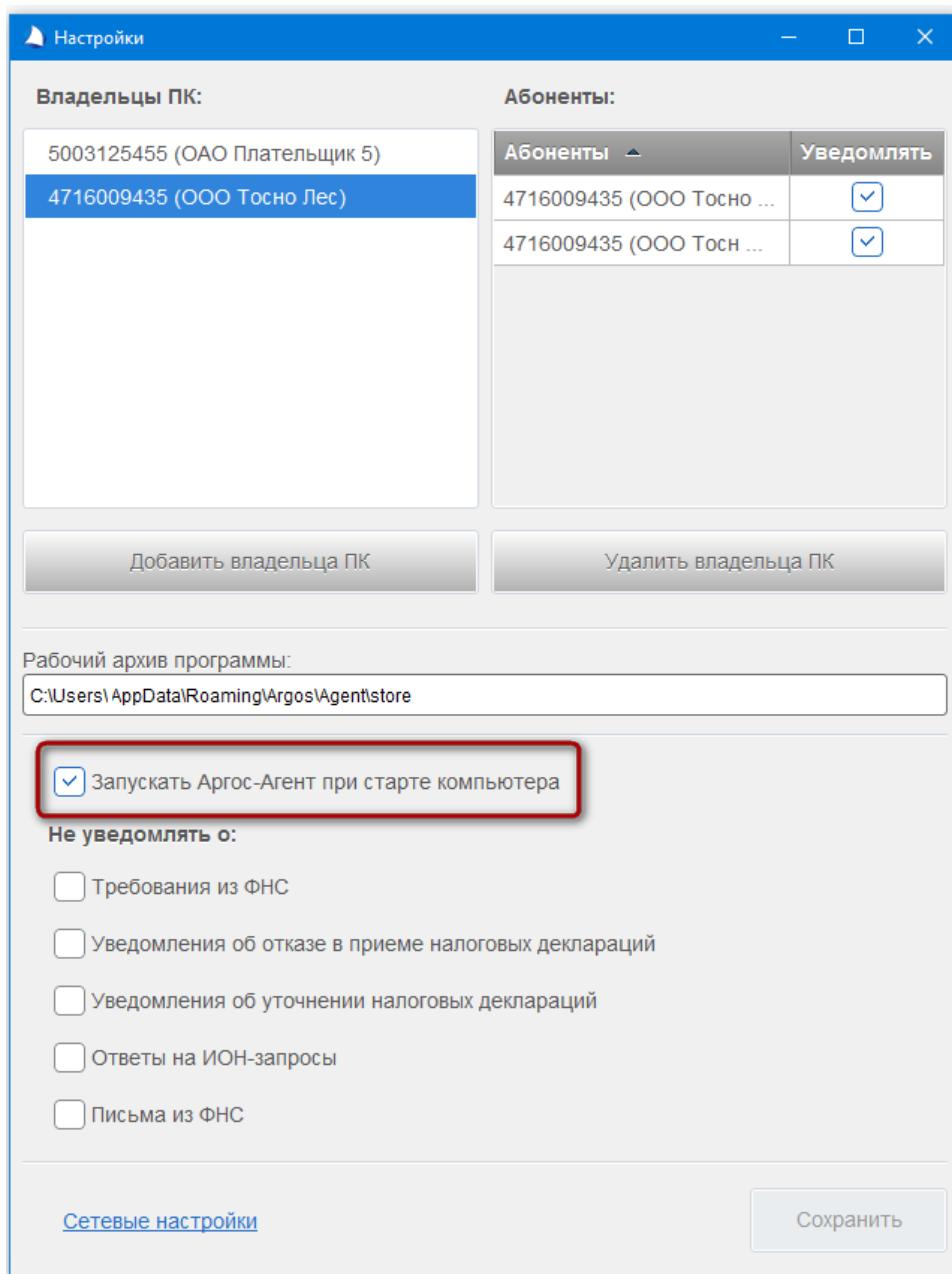 Настройки
Владельцы ПК:
Абоненты:
5003125455 (ОАО Плательщик 5)
4716009435 (ООО Тосно Лес)
Абоненты Уведомлять
4716009435 (ООО Тосно ...
4716009435 (ООО Тосн ...
Добавить владельца ПК
Удалить владельца ПК
Рабочий архив программы:
C:\Users\ AppData\Roaming\Argos\Agent\store
Запускать Аргос-Агент при старте компьютера
Не уведомлять о:
Требования из ФНС
Уведомления об отказе в приеме налоговых деклараций
Уведомления об уточнении налоговых деклараций
Ответы на ИОН-запросы
Письма из ФНС
Сетевые настройки
Сохранить